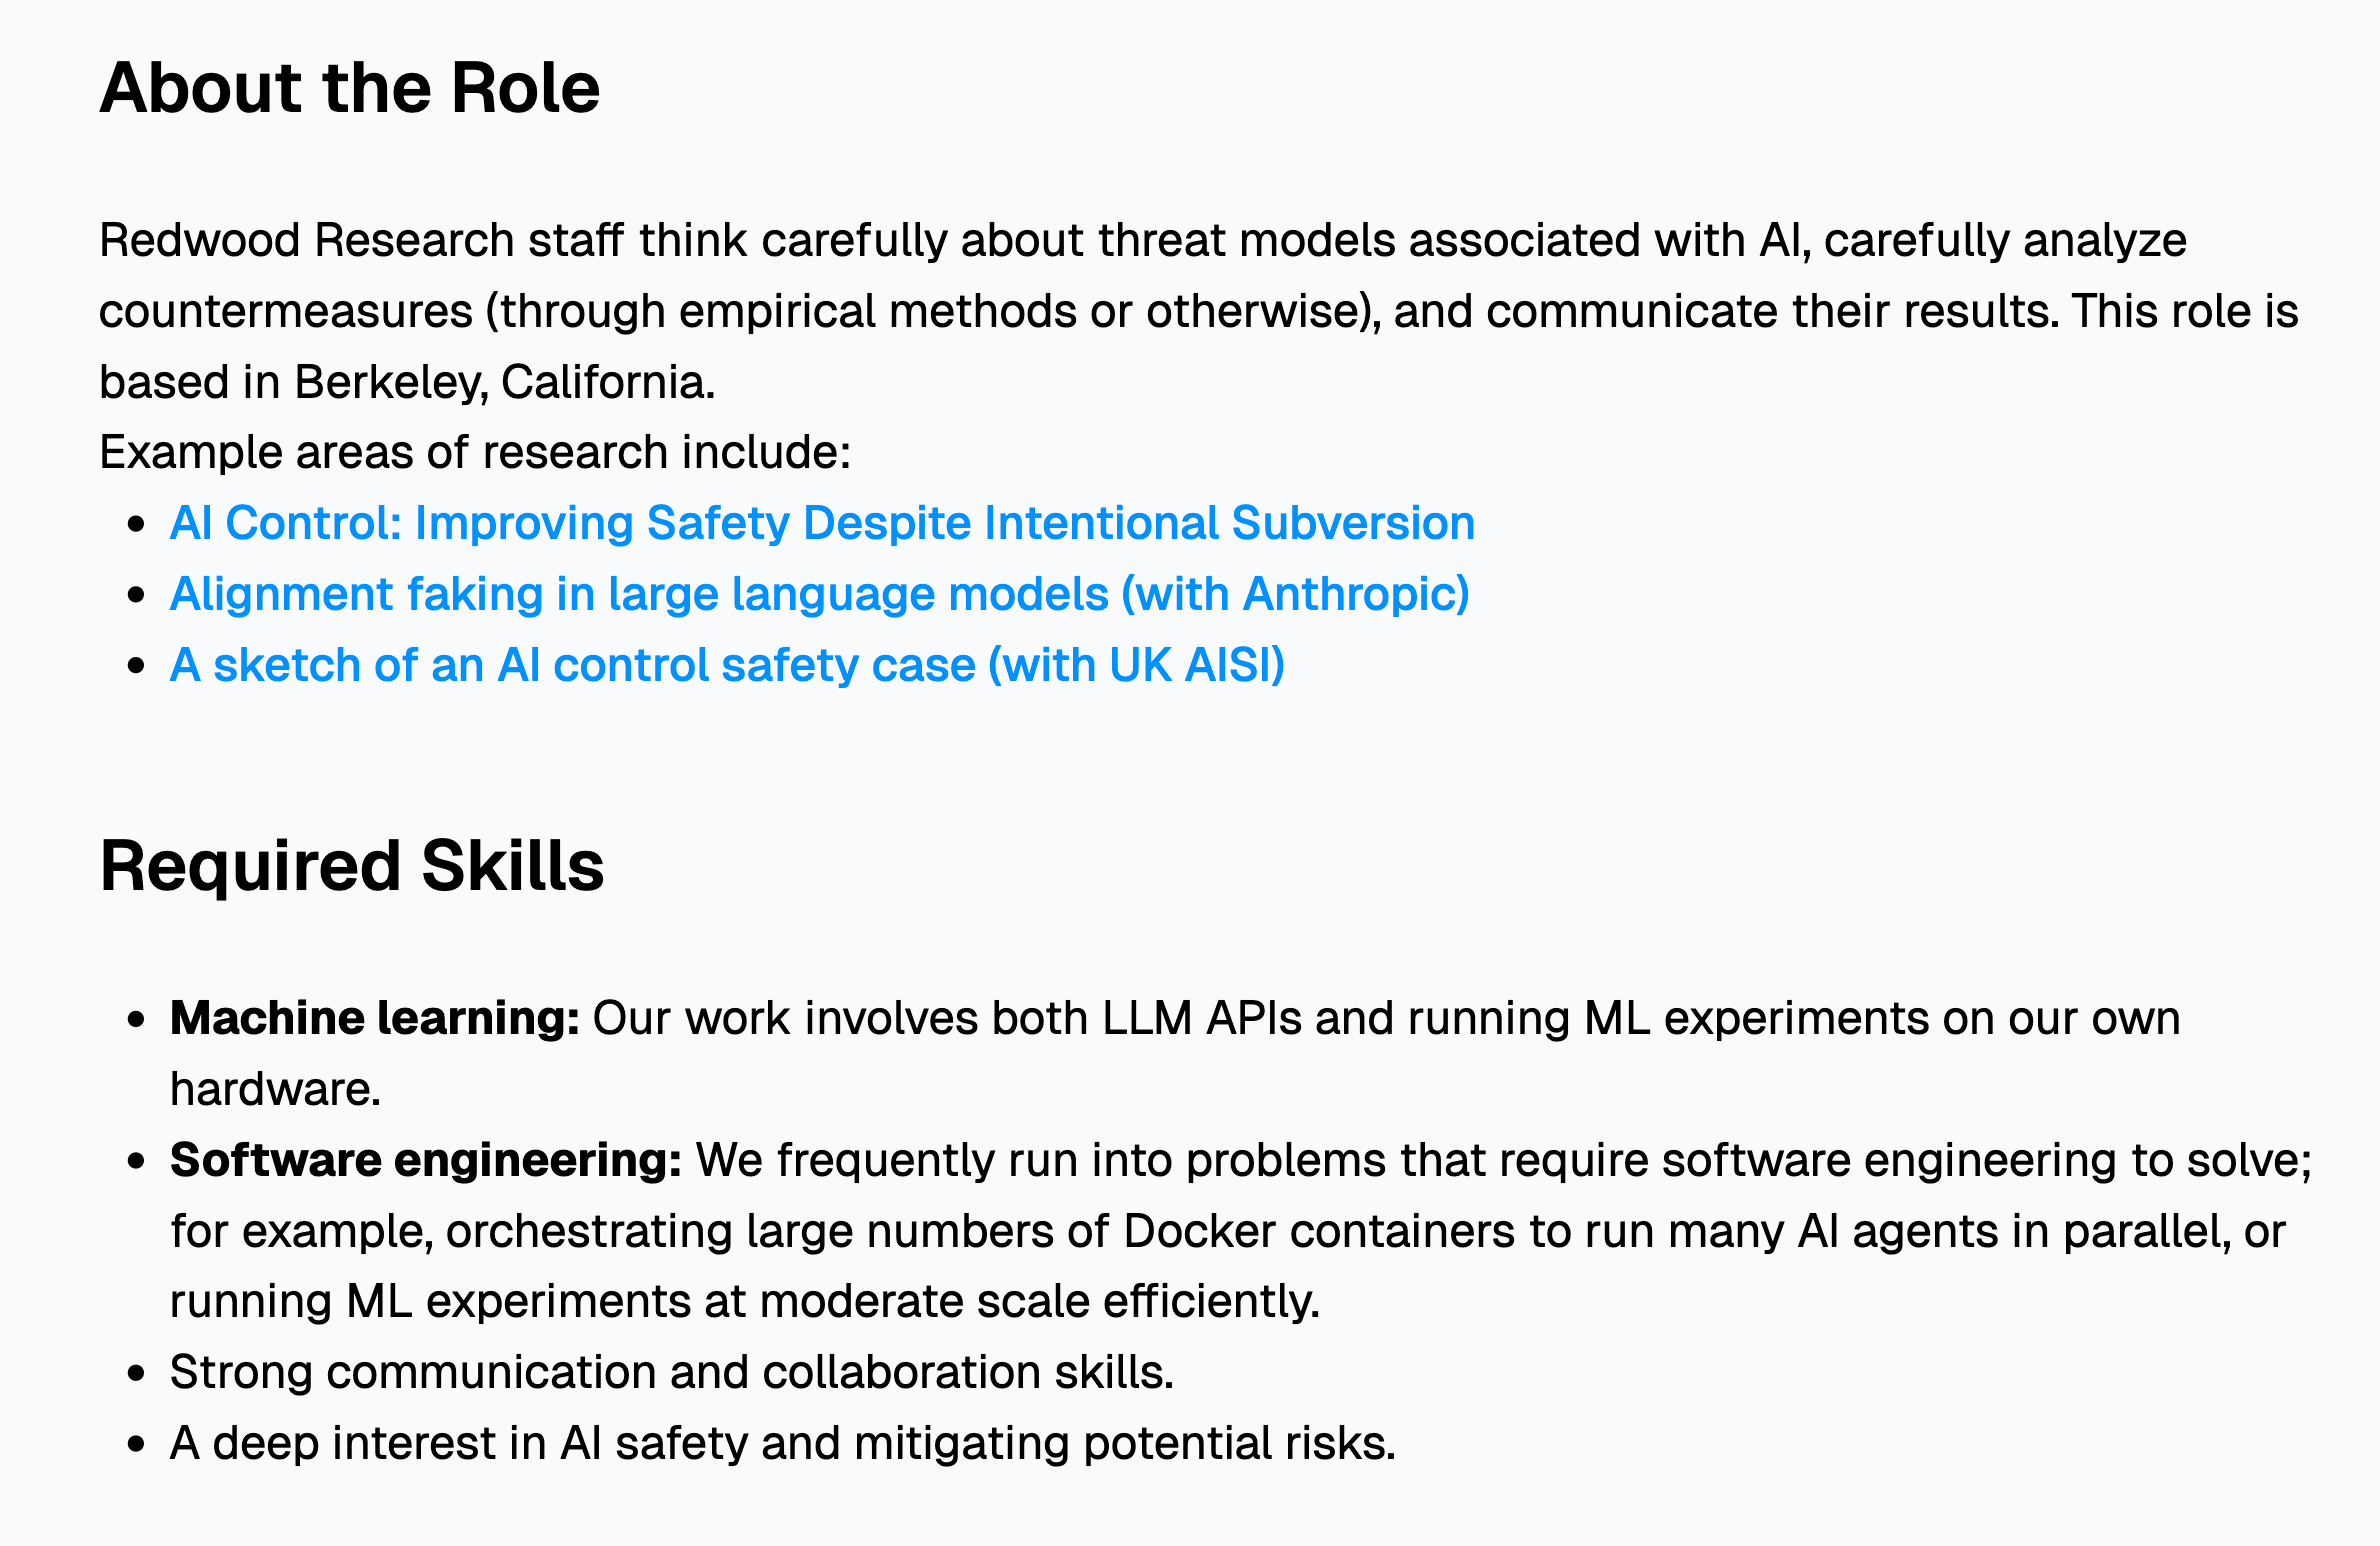 About the Role
Redwood Research staff think carefully about threat models associated with AI, carefully analyze
countermeasures (through empirical methods or otherwise), and communicate their results. This role is
based in Berkeley, California.
Example areas of research include:
• AI Control: Improving Safety Despite Intentional Subversion
• Alignment faking in large language models (with Anthropic)
• A sketch of an AI control safety case (with UK AISI)
Required Skills
• Machine learning: Our work involves both LLM APIs and running ML experiments on our own
hardware.
• Software engineering: We frequently run into problems that require software engineering to solve;
for example, orchestrating large numbers of Docker containers to run many AI agents in parallel, or
running ML experiments at moderate scale efficiently.
• Strong communication and collaboration skills.
• A deep interest in AI safety and mitigating potential risks.